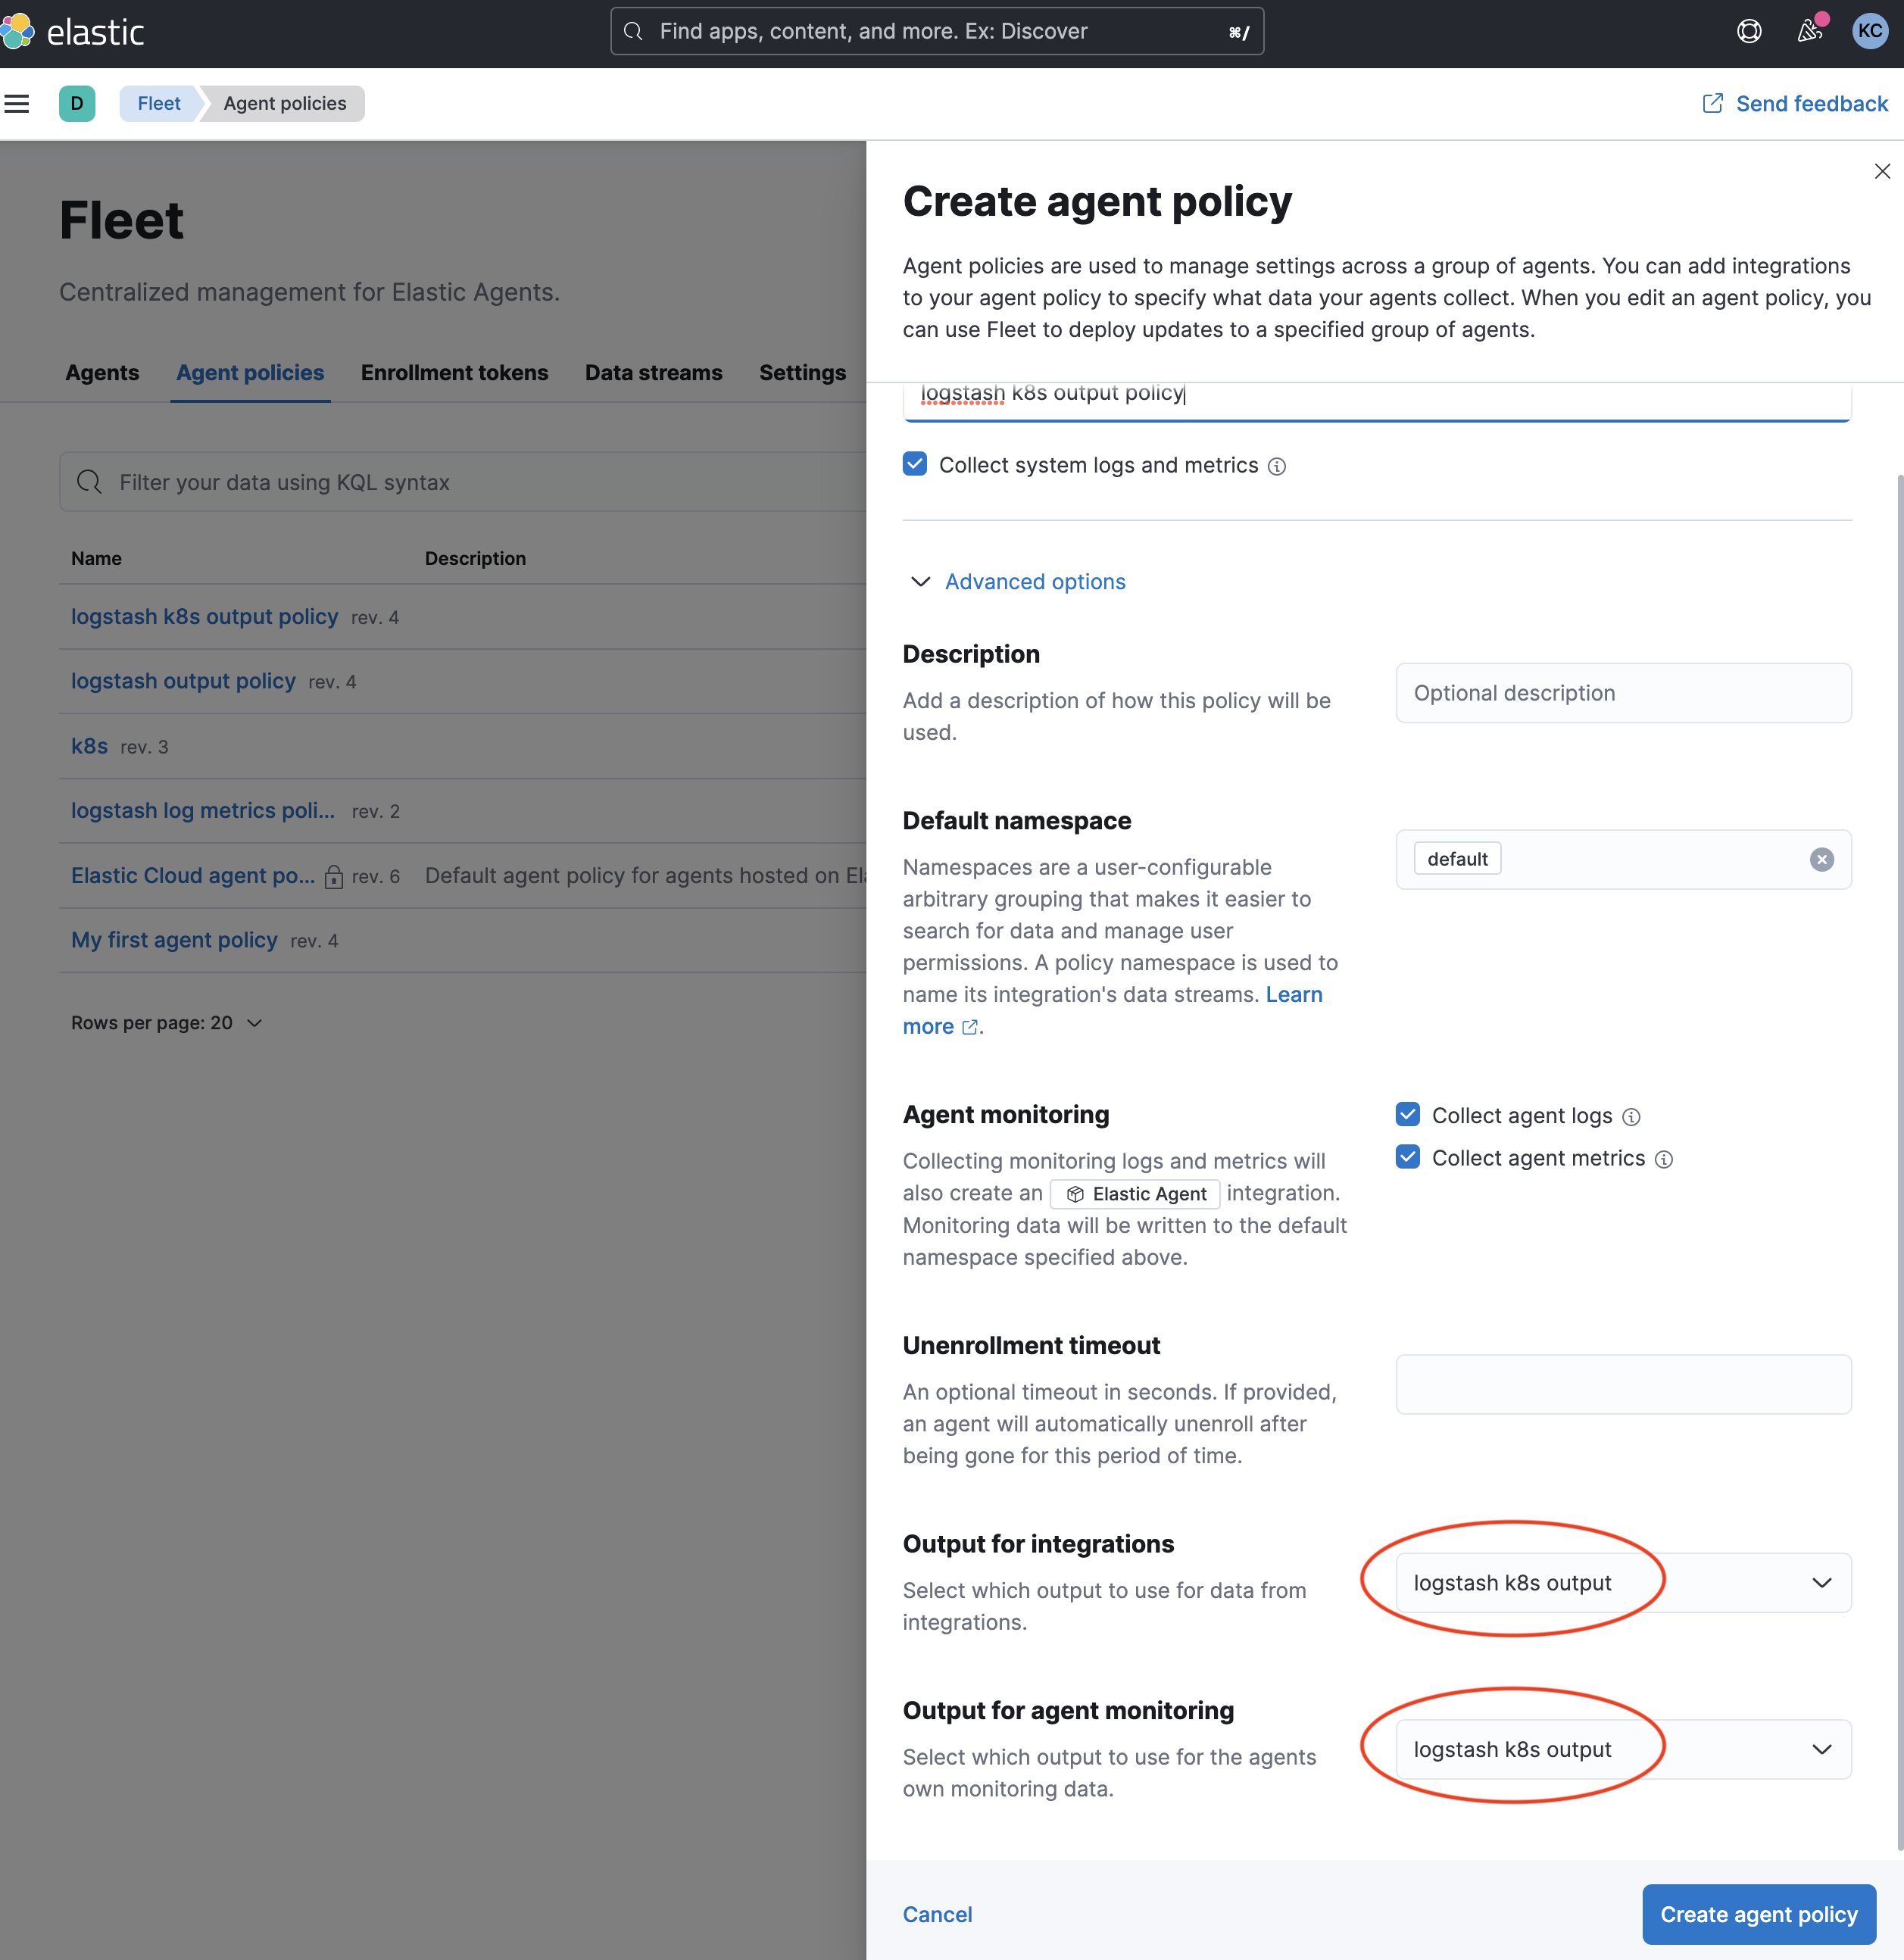 elastic
Find apps, content, and more. Ex: Discover
⌘/
KC
D
Fleet
Agent policies
Send feedback
Fleet
Centralized management for Elastic Agents.
Agents
Agent policies
Enrollment tokens
Data streams
Settings
Filter your data using KQL syntax
Name
Description
logstash k8s output policy rev. 4
logstash output policy rev. 4
k8s rev. 3
logstash log metrics poli... rev. 2
Elastic Cloud agent po... rev. 6 Default agent policy for agents hosted on Ela
My first agent policy rev. 4
Rows per page: 20
Create agent policy
Agent policies are used to manage settings across a group of agents. You can add integrations
to your agent policy to specify what data your agents collect. When you edit an agent policy, you
can use Fleet to deploy updates to a specified group of agents.
logstash k8s output policy
Collect system logs and metrics
Advanced options
Description
Add a description of how this policy will be
used.
Optional description
Default namespace
Namespaces are a user-configurable
arbitrary grouping that makes it easier to
search for data and manage user
permissions. A policy namespace is used to
name its integration's data streams. Learn
more .
default
Agent monitoring
Collecting monitoring logs and metrics will
also create an Elastic Agent integration.
Monitoring data will be written to the default
namespace specified above.
Collect agent logs
Collect agent metrics
Unenrollment timeout
An optional timeout in seconds. If provided,
an agent will automatically unenroll after
being gone for this period of time.
Output for integrations
Select which output to use for data from
integrations.
logstash k8s output
Output for agent monitoring
Select which output to use for the agents
own monitoring data.
logstash k8s output
Cancel
Create agent policy